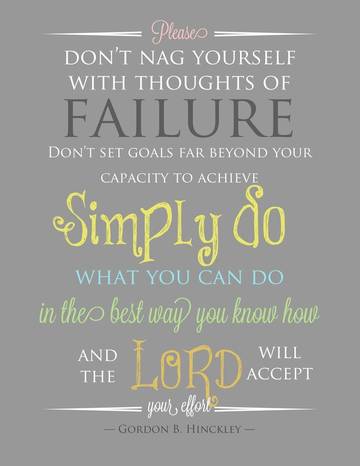 Please
DON'T NAG YOURSELF
WITH THOUGHTS OF
FAILURE
DON'T SET GOALS FAR BEYOND YOUR
CAPACITY TO ACHIEVE
Simply do
WHAT YOU CAN DO
in the best way you know how
AND THE LORD WILL ACCEPT
your effort
— GORDON B. HINCKLEY —